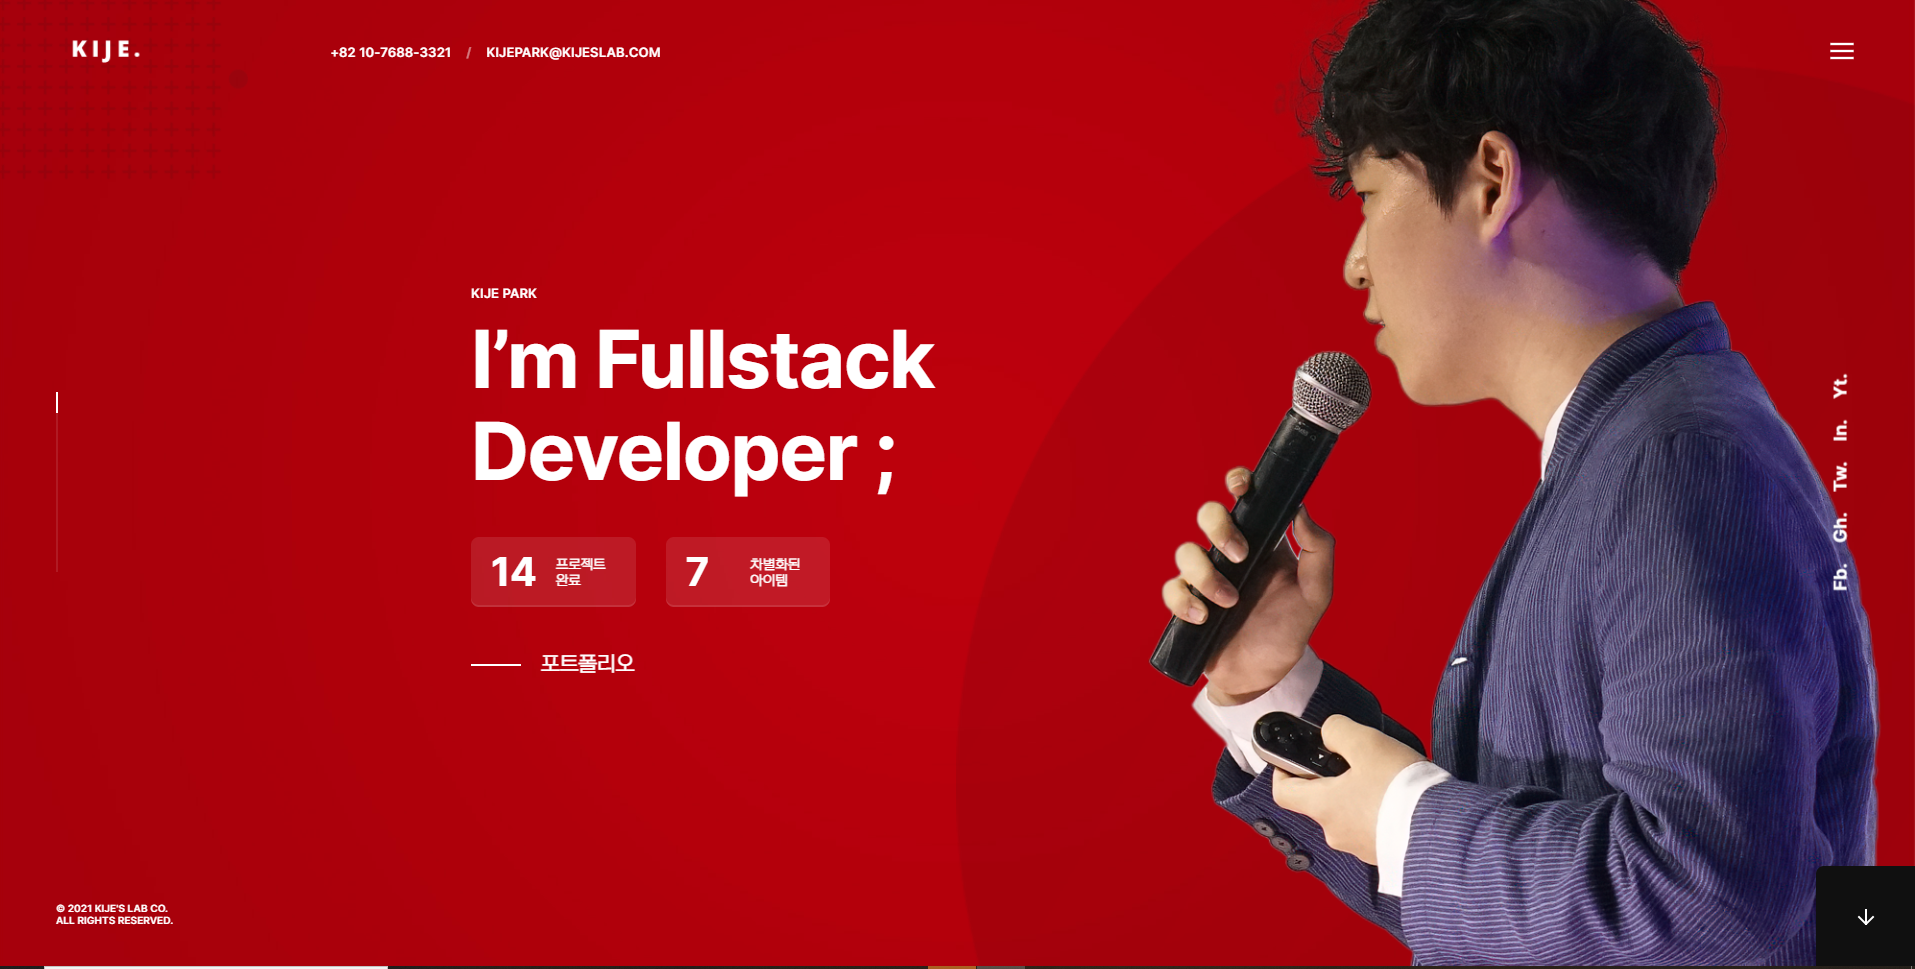 KIJE.
+82 10-7688-3321 / KIJEPARK@KIJESLAB.COM
KIJE PARK
I’m Fullstack
Developer ;
14 프로젝트
완료
7 차별화된
아이템
포트폴리오
Yt.
In.
Tw.
Gh.
Fb.
© 2021 KIJE'S LAB CO.
ALL RIGHTS RESERVED.